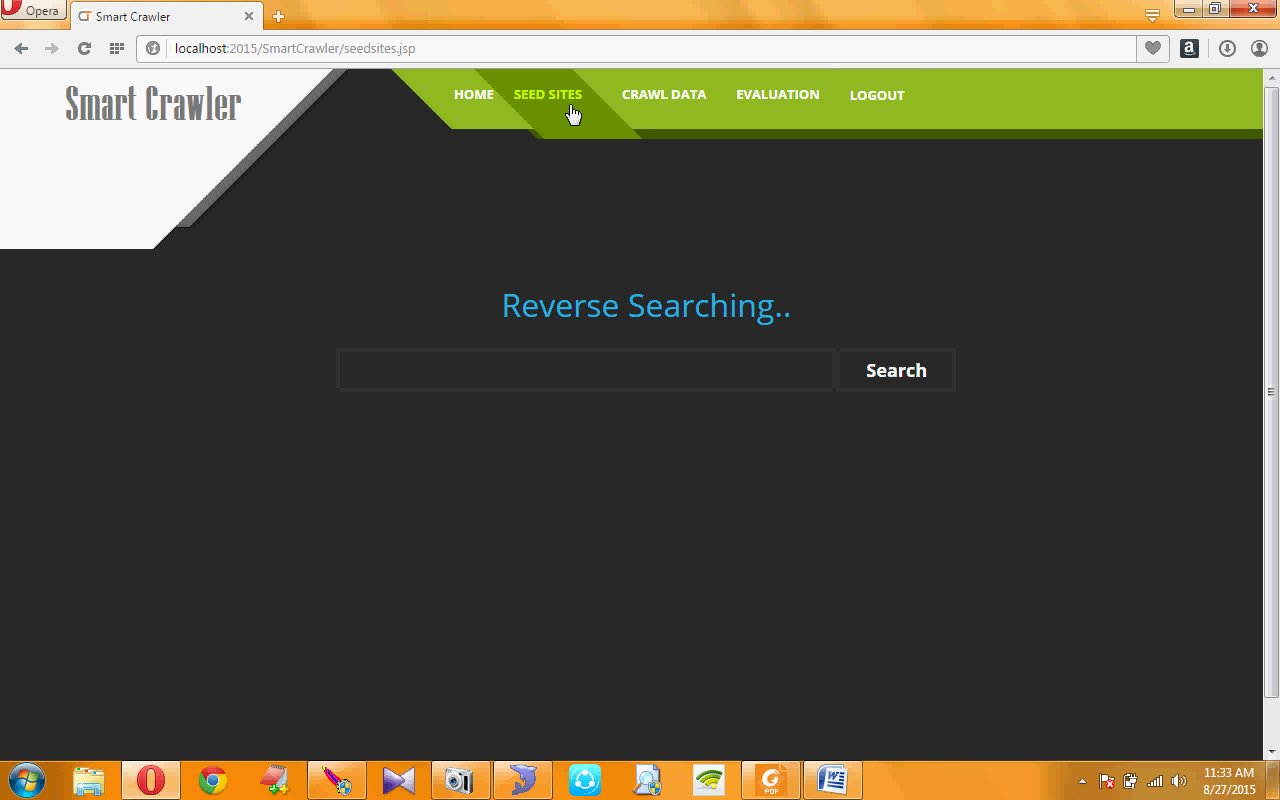 Opera
Smart Crawler
localhost:2015/SmartCrawler/seedsites.jsp
Smart Crawler
HOME SEED SITES CRAWL DATA EVALUATION LOGOUT
Reverse Searching..
Search
PDF
11:33 AM
8/27/2015